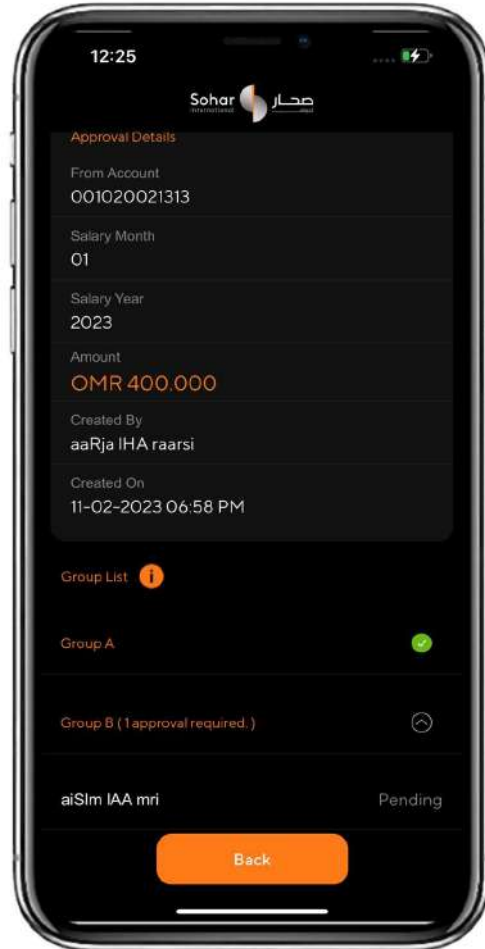 12:25
Sohar صحار
International
Approval Details
From Account
001020021313
Salary Month
01
Salary Year
2023
Amount
OMR 400.000
Created By
aaRja IHA raarsi
Created On
11-02-2023 06:58 PM
Group List i
Group A
Group B ( 1 approval required. )
aiSIm IAA mri
Pending
Back